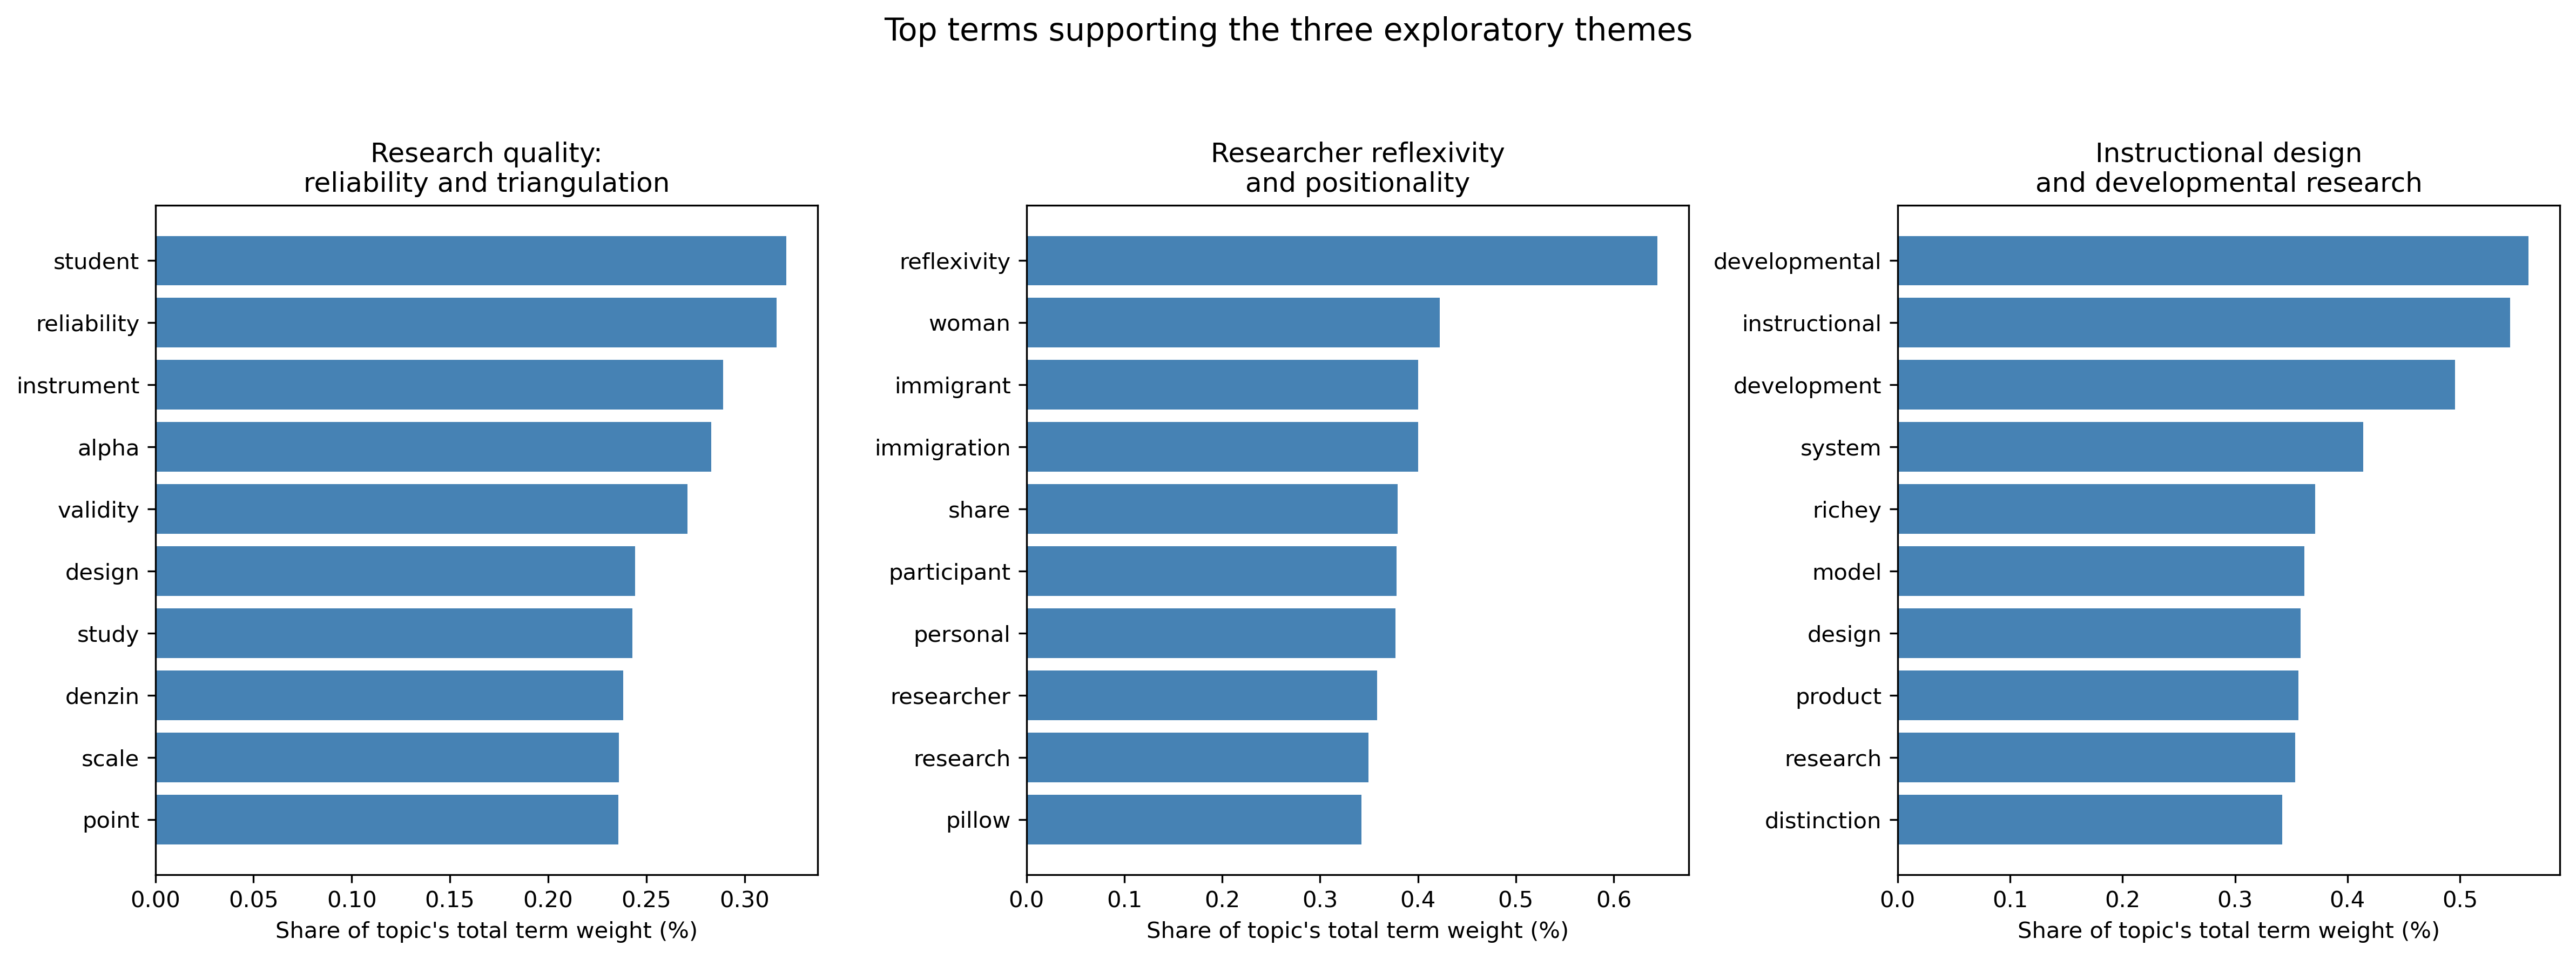 Top terms supporting the three exploratory themes
Research quality:
reliability and triangulation
student
reliability
instrument
alpha
validity
design
study
denzin
scale
point
0.00 0.05 0.10 0.15 0.20 0.25 0.30
Share of topic's total term weight (%)
Researcher reflexivity
and positionality
reflexivity
woman
immigrant
immigration
share
participant
personal
researcher
research
pillow
0.0 0.1 0.2 0.3 0.4 0.5 0.6
Share of topic's total term weight (%)
Instructional design
and developmental research
developmental
instructional
development
system
richey
model
design
product
research
distinction
0.0 0.1 0.2 0.3 0.4 0.5
Share of topic's total term weight (%)